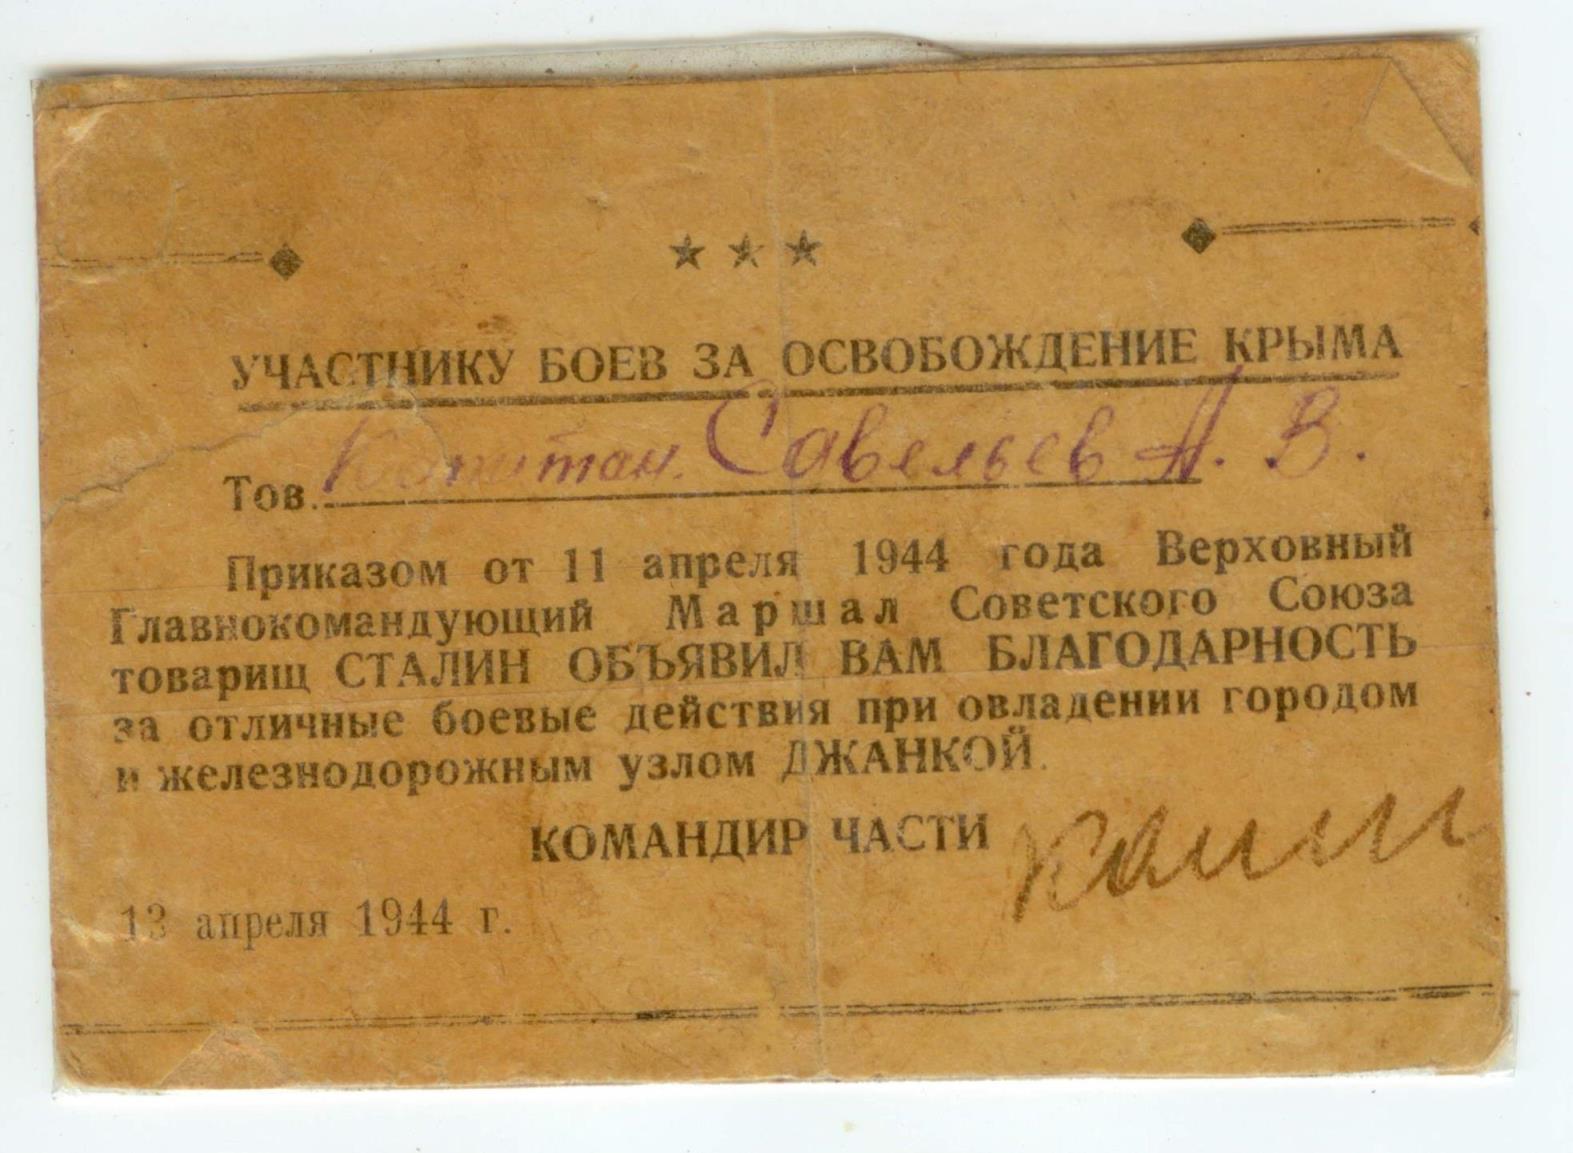 УЧАСТНИКУ БОЕВ ЗА ОСВОБОЖДЕНИЕ КРЫМА
Тов. Капитан. Савельев А. В.
Приказом от 11 апреля 1944 года Верховный
Главнокомандующий Маршал Советского Союза
товарищ СТАЛИН ОБЪЯВИЛ ВАМ БЛАГОДАРНОСТЬ
за отличные боевые действия при овладении городом
и железнодорожным узлом ДЖАНКОЙ.
КОМАНДИР ЧАСТИ
13 апреля 1944 г.